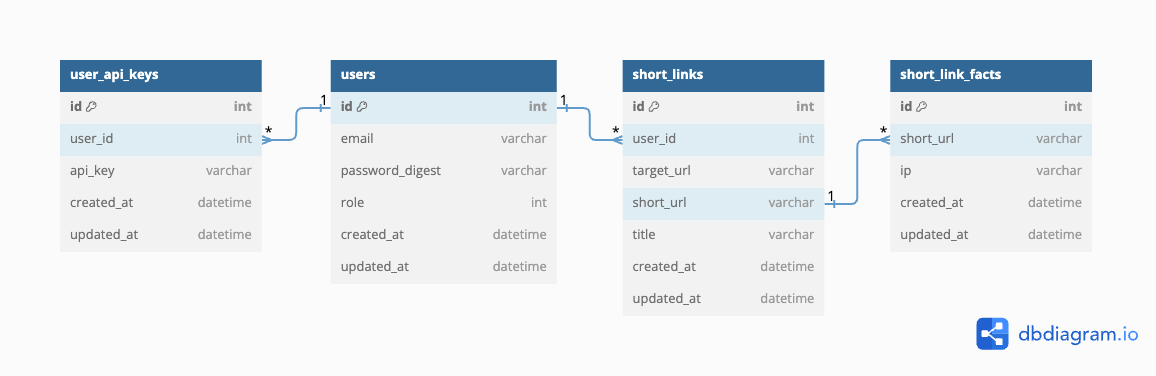 user_api_keys
id int
user_id int
api_key varchar
created_at datetime
updated_at datetime
1
*
users
id int
email varchar
password_digest varchar
role int
created_at datetime
updated_at datetime
1
*
short_links
id int
user_id int
target_url varchar
short_url varchar
title varchar
created_at datetime
updated_at datetime
1
*
short_link_facts
id int
short_url varchar
ip varchar
created_at datetime
updated_at datetime
dbdiagram.io